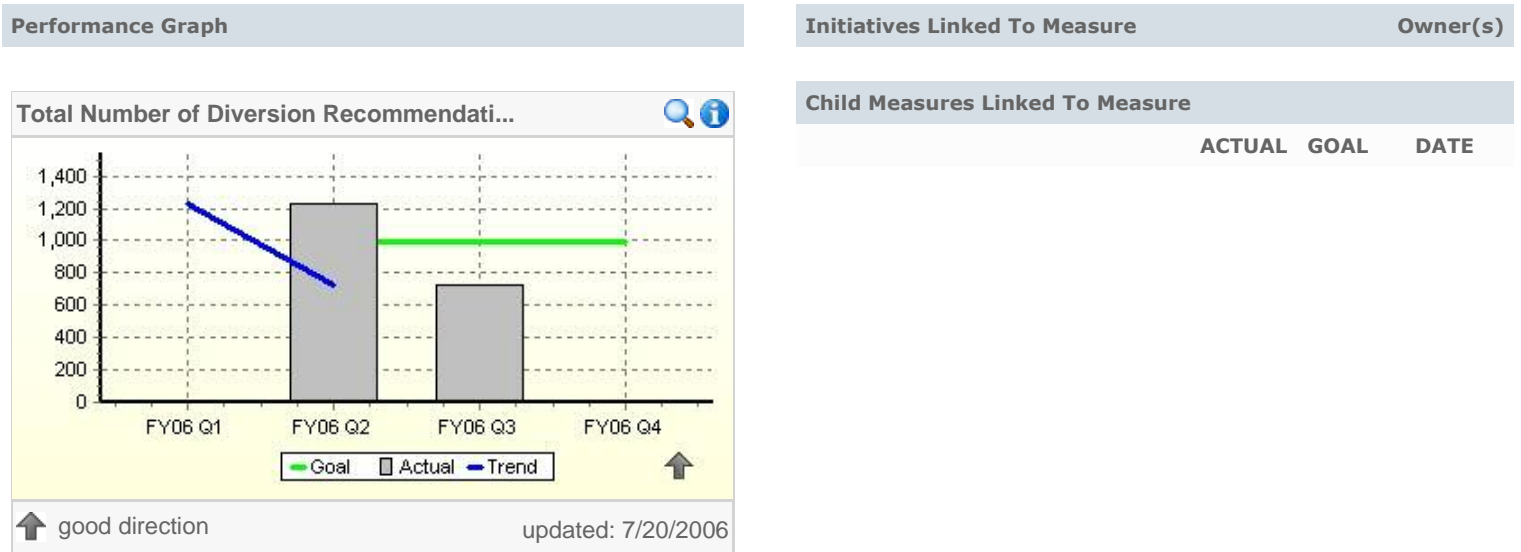 Performance Graph
Initiatives Linked To Measure Owner(s)
Total Number of Diversion Recommendati...
Child Measures Linked To Measure
ACTUAL GOAL DATE
1,400
1,200
1,000
800
600
400
200
0
FY06 Q1 FY06 Q2 FY06 Q3 FY06 Q4
Goal Actual Trend
good direction updated: 7/20/2006